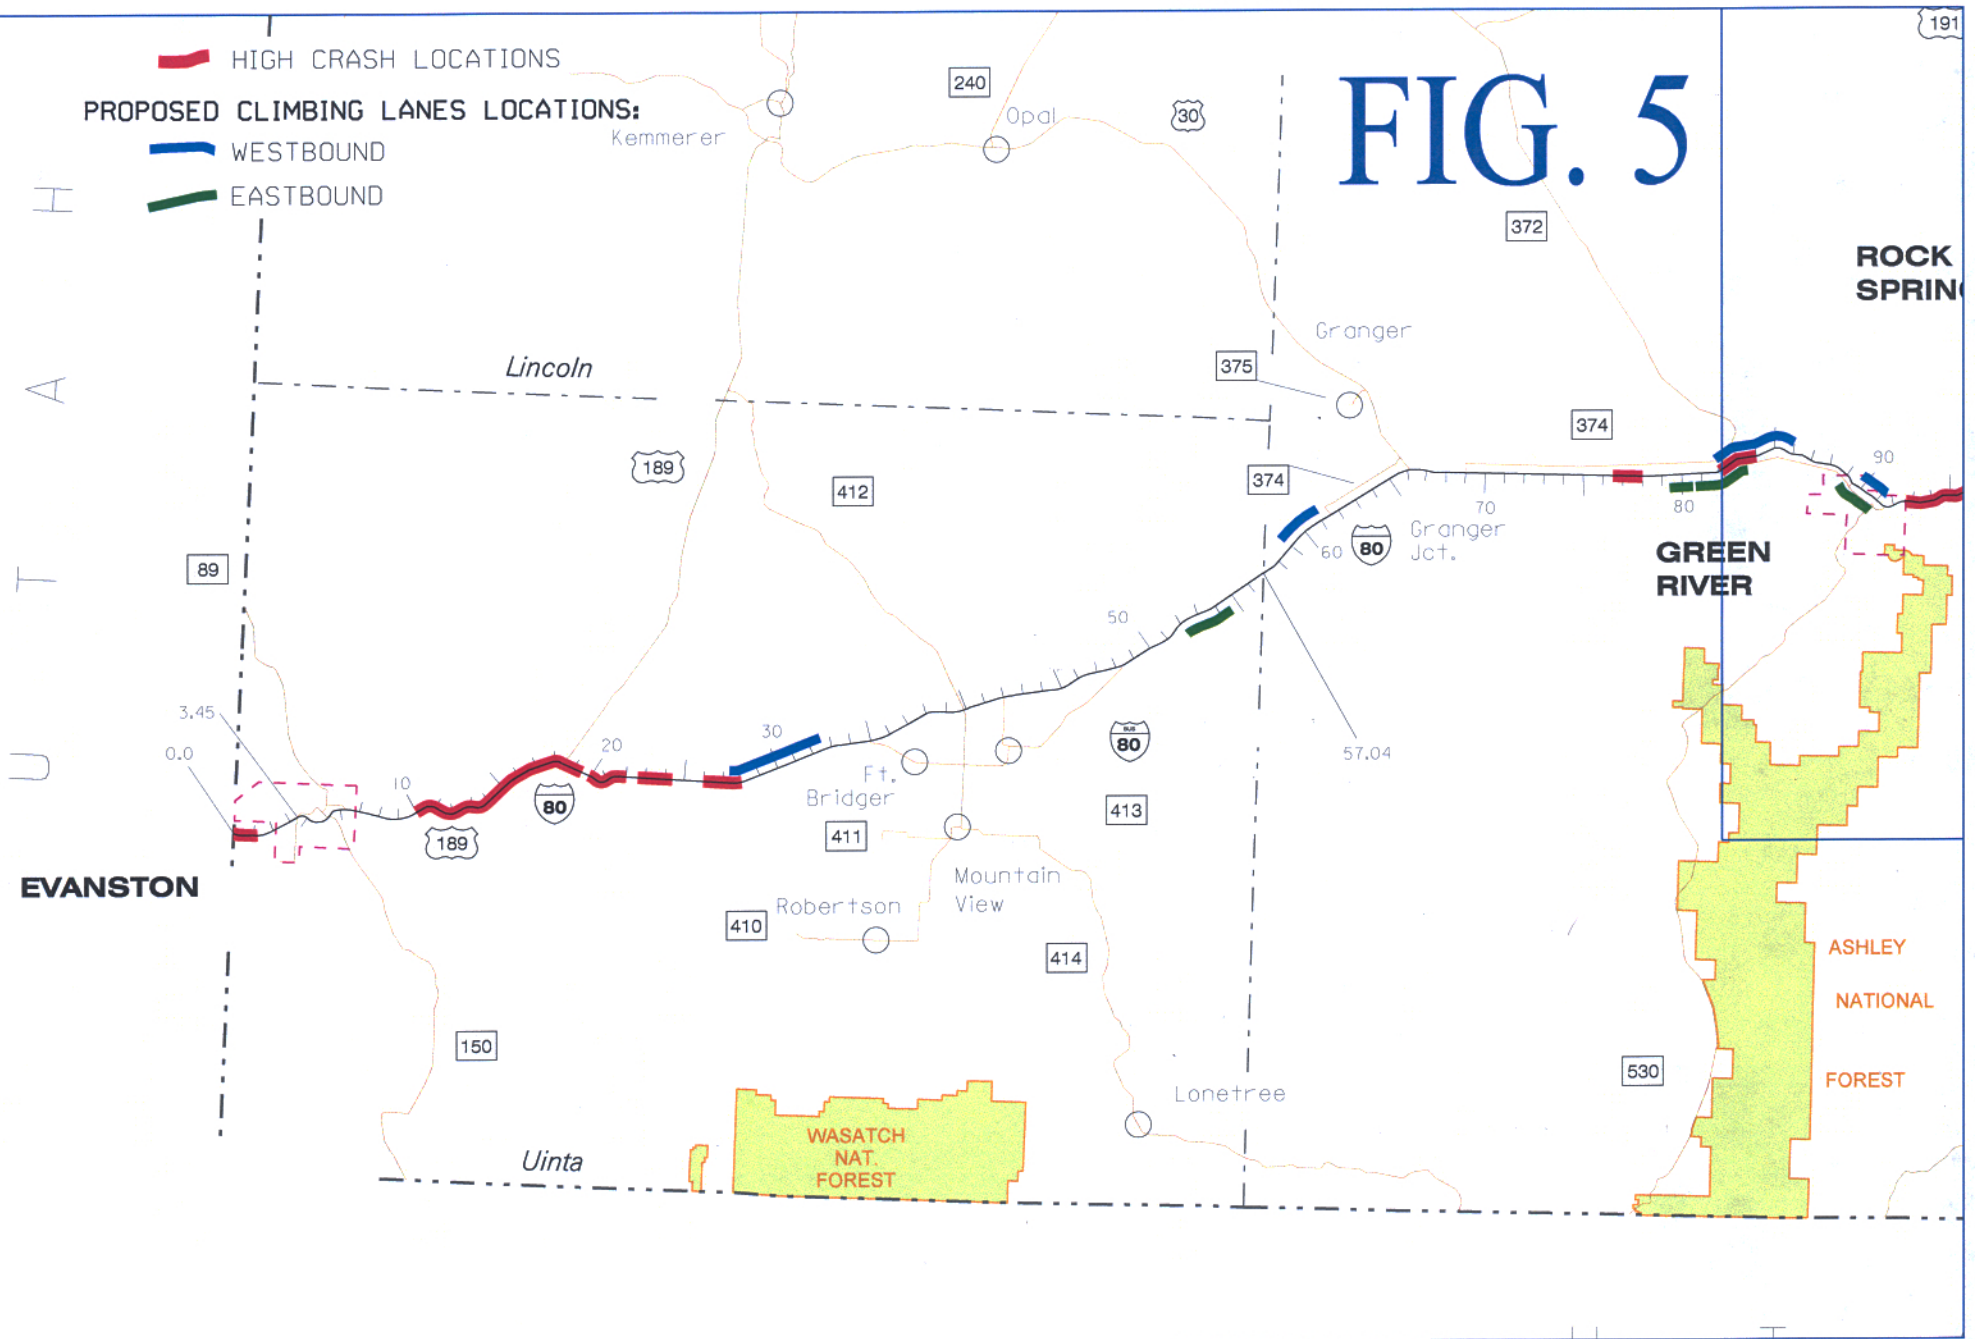 HIGH CRASH LOCATIONS
PROPOSED CLIMBING LANES LOCATIONS:
WESTBOUND
EASTBOUND
FIG. 5
191
240
30
Opal
Kemmerer
372
ROCK
SPRIN
UTAH
Lincoln
Granger
375
374
189
412
374
90
89
70
80
Granger
Jct.
60
80
GREEN
RIVER
50
3.45
0.0
57.04
30
20
10
80
BUS
80
Ft.
Bridger
189
411
413
EVANSTON
Mountain
View
Robertson
410
414
ASHLEY
NATIONAL
FOREST
150
530
Lonetree
WASATCH
NAT.
FOREST
Uinta